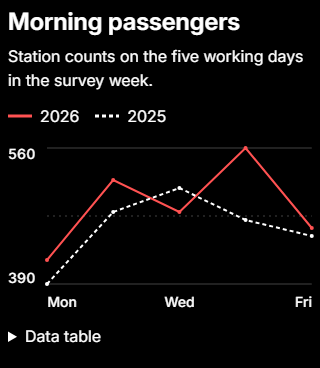 Morning passengers
Station counts on the five working days
in the survey week.
2026 2025
560
390
Mon Wed Fri
Data table